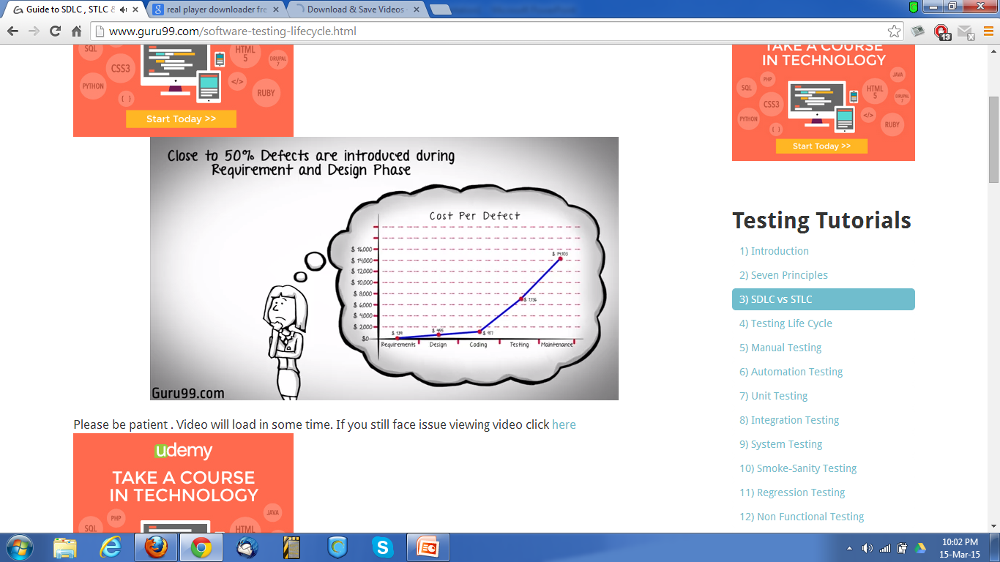 Guide to SDLC , STLC &
real player downloader fre
Download & Save Videos -
www.guru99.com/software-testing-lifecycle.html
13
SQL
CSS3
PYTHON
{ }
HTML
5
DRUPAL
7
</>
RUBY
Start Today >>
TAKE A COURSE
IN TECHNOLOGY
SQL
PHP
CSS3
PYTHON
{ }
JAVA
HTML
5
DRUPAL
7
</>
RUBY
Start Today >>
Close to 50% Defects are introduced during
Requirement and Design Phase
Cost Per Defect
$ 16,000
$ 14,000
$ 12,000
$ 10,000
$ 8,000
$ 6,000
$ 4,000
$ 2,000
$0
$ 139
$ 455
$ 977
$ 7,136
$ 14,103
Requirements
Design
Coding
Testing
Maintenance
Guru99.com
Testing Tutorials
1) Introduction
2) Seven Principles
3) SDLC vs STLC
4) Testing Life Cycle
5) Manual Testing
6) Automation Testing
7) Unit Testing
8) Integration Testing
9) System Testing
10) Smoke-Sanity Testing
11) Regression Testing
12) Non Functional Testing
Please be patient . Video will load in some time. If you still face issue viewing video click here
udemy
TAKE A COURSE
IN TECHNOLOGY
SQL
PHP
HTML
JAVA
10:02 PM
15-Mar-15